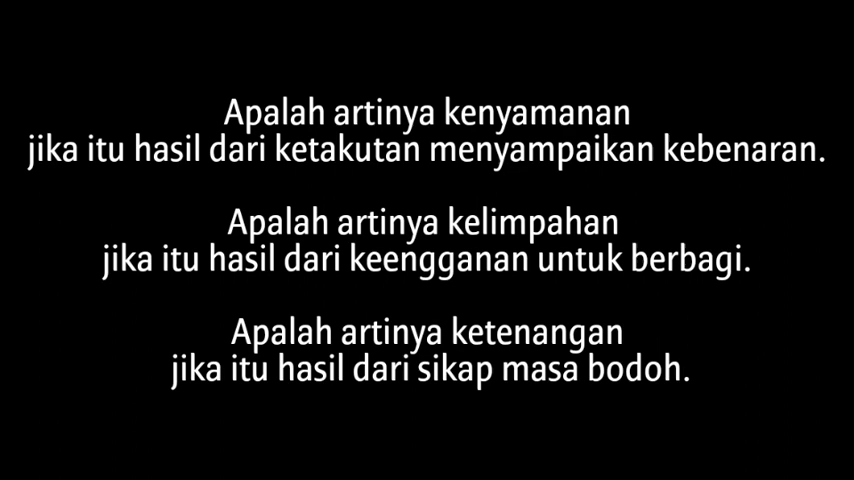 Apalah artinya kenyamanan
jika itu hasil dari ketakutan menyampaikan kebenaran.
Apalah artinya kelimpahan
jika itu hasil dari keengganan untuk berbagi.
Apalah artinya ketenangan
jika itu hasil dari sikap masa bodoh.